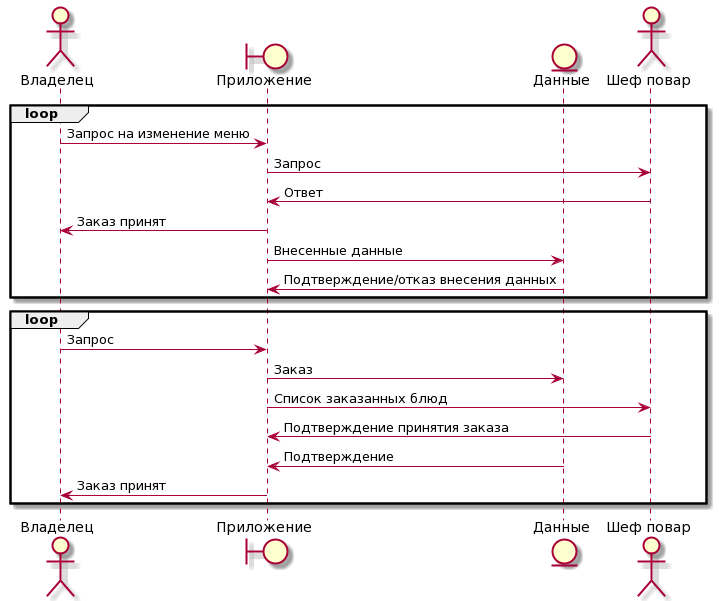 Владелец
Приложение
Данные
Шеф повар
loop
Запрос на изменение меню
Запрос
Ответ
Заказ принят
Внесенные данные
Подтверждение/отказ внесения данных
loop
Запрос
Заказ
Список заказанных блюд
Подтверждение принятия заказа
Подтверждение
Заказ принят
Владелец
Приложение
Данные
Шеф повар